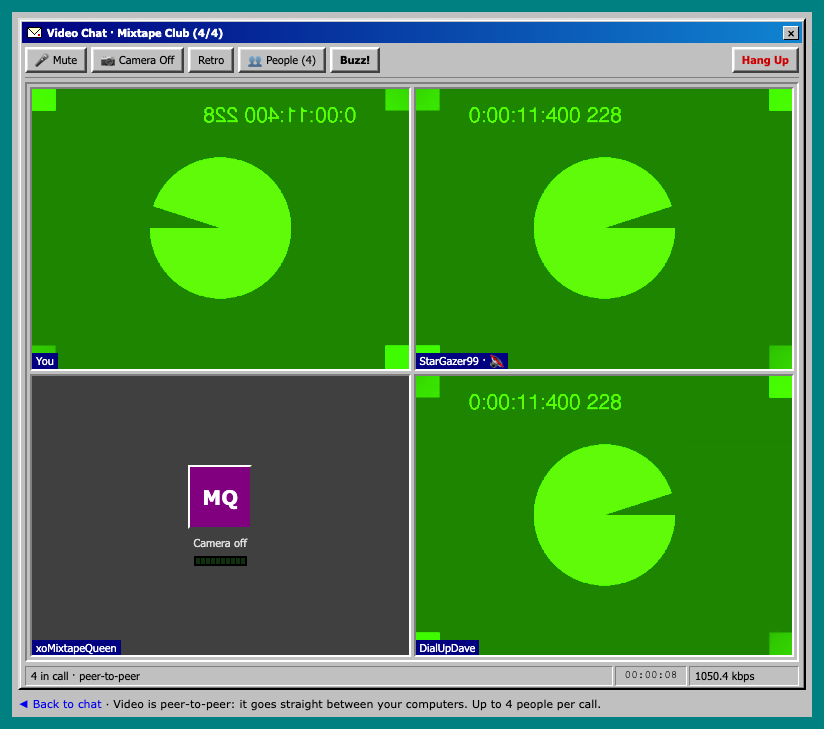 Video Chat · Mixtape Club (4/4)
Mute
Camera Off
Retro
People (4)
Buzz!
Hang Up
0:00:11:400 228
You
0:00:11:400 228
StarGazer99 ·
MQ
Camera off
xoMixtapeQueen
0:00:11:400 228
DialUpDave
4 in call · peer-to-peer
00:00:08
1050.4 kbps
◄ Back to chat · Video is peer-to-peer: it goes straight between your computers. Up to 4 people per call.